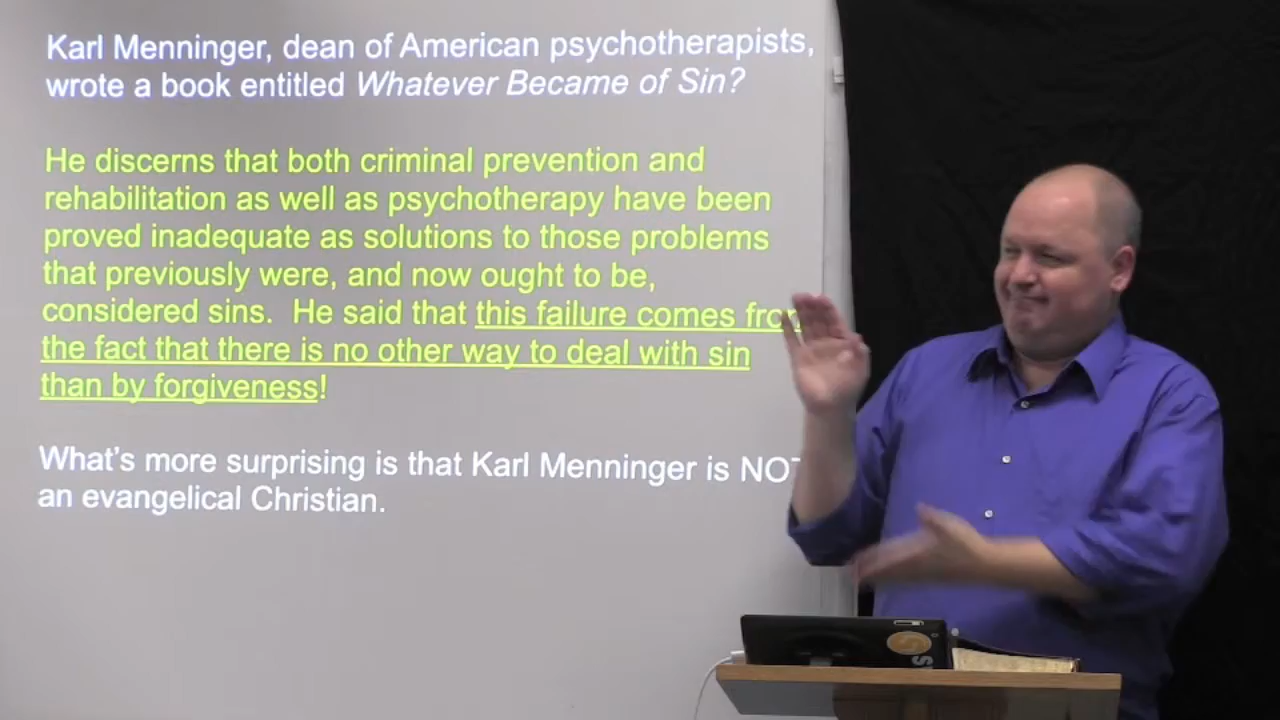 Karl Menninger, dean of American psychotherapists,
wrote a book entitled Whatever Became of Sin?
He discerns that both criminal prevention and
rehabilitation as well as psychotherapy have been
proved inadequate as solutions to those problems
that previously were, and now ought to be,
considered sins. He said that this failure comes from
the fact that there is no other way to deal with sin
than by forgiveness!
What's more surprising is that Karl Menninger is NOT
an evangelical Christian.